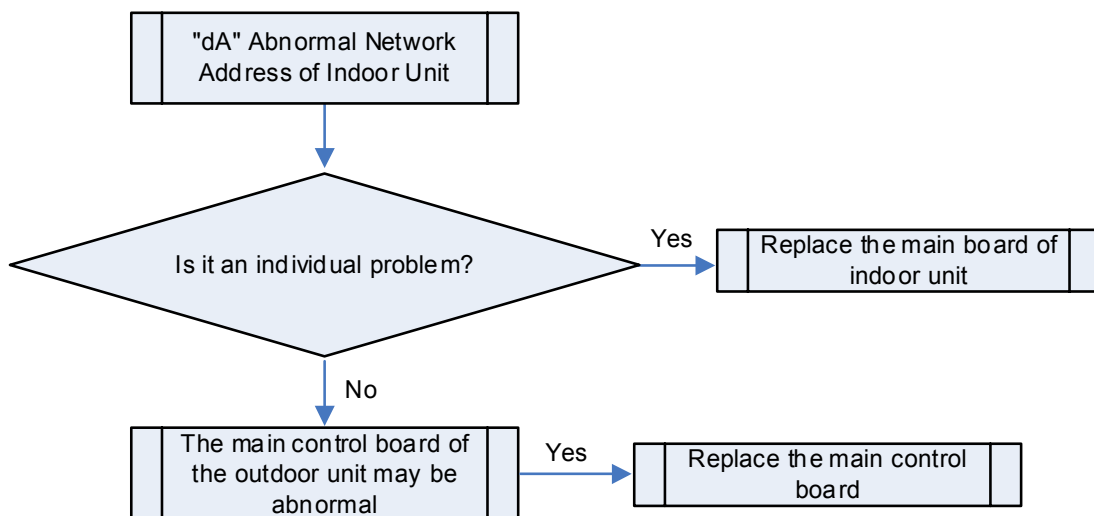 "dA" Abnormal Network
Address of Indoor Unit
Is it an individual problem?
Yes
Replace the main board of
indoor unit
No
The main control board of
the outdoor unit may be
abnormal
Yes
Replace the main control
board